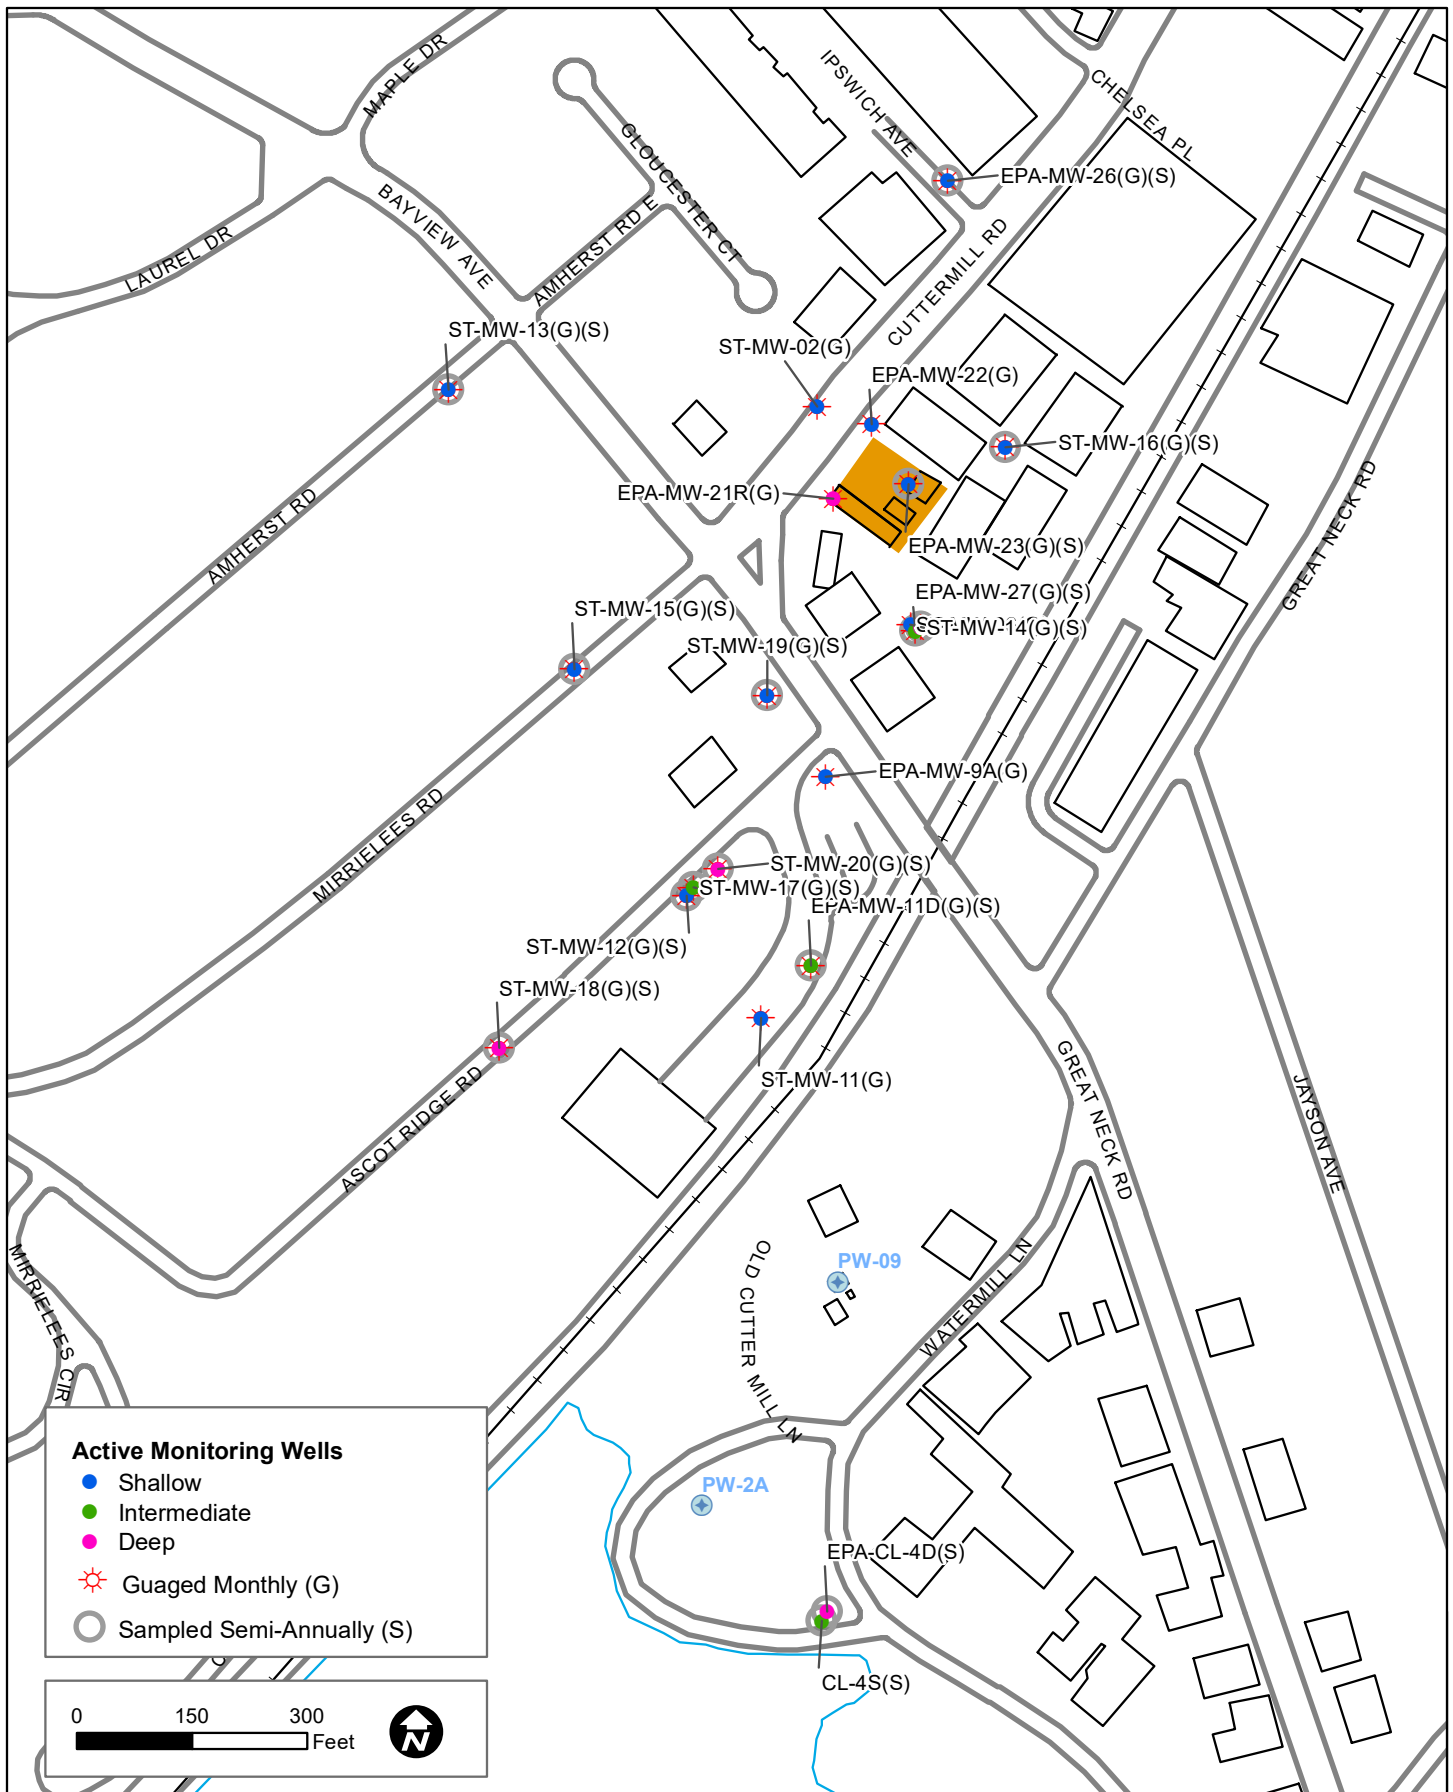 MAPLE DR
IPSWICH AVE
CHELSEA PL
GLOUCESTER CT
EPA-MW-26(G)(S)
BAYVIEW AVE
AMHERST RD E
LAUREL DR
CUTTERMILL RD
ST-MW-13(G)(S)
ST-MW-02(G)
EPA-MW-22(G)
ST-MW-16(G)(S)
EPA-MW-21R(G)
GREAT NECK RD
AMHERST RD
EPA-MW-23(G)(S)
EPA-MW-27(G)(S)
ST-MW-15(G)(S)
ST-MW-14(G)(S)
ST-MW-19(G)(S)
EPA-MW-9A(G)
MIRRIELEES RD
ST-MW-20(G)(S)
ST-MW-17(G)(S)
EPA-MW-11D(G)(S)
ST-MW-12(G)(S)
ST-MW-18(G)(S)
ST-MW-11(G)
ASCOT RIDGE RD
GREAT NECK RD
JAYSON AVE
PW-09
OLD CUTTER MILL LN
WATERMILL LN
MIRRIELEES CIR
PW-2A
EPA-CL-4D(S)
CL-4S(S)
Active Monitoring Wells
Shallow
Intermediate
Deep
Guaged Monthly (G)
Sampled Semi-Annually (S)
0 150 300
Feet
N